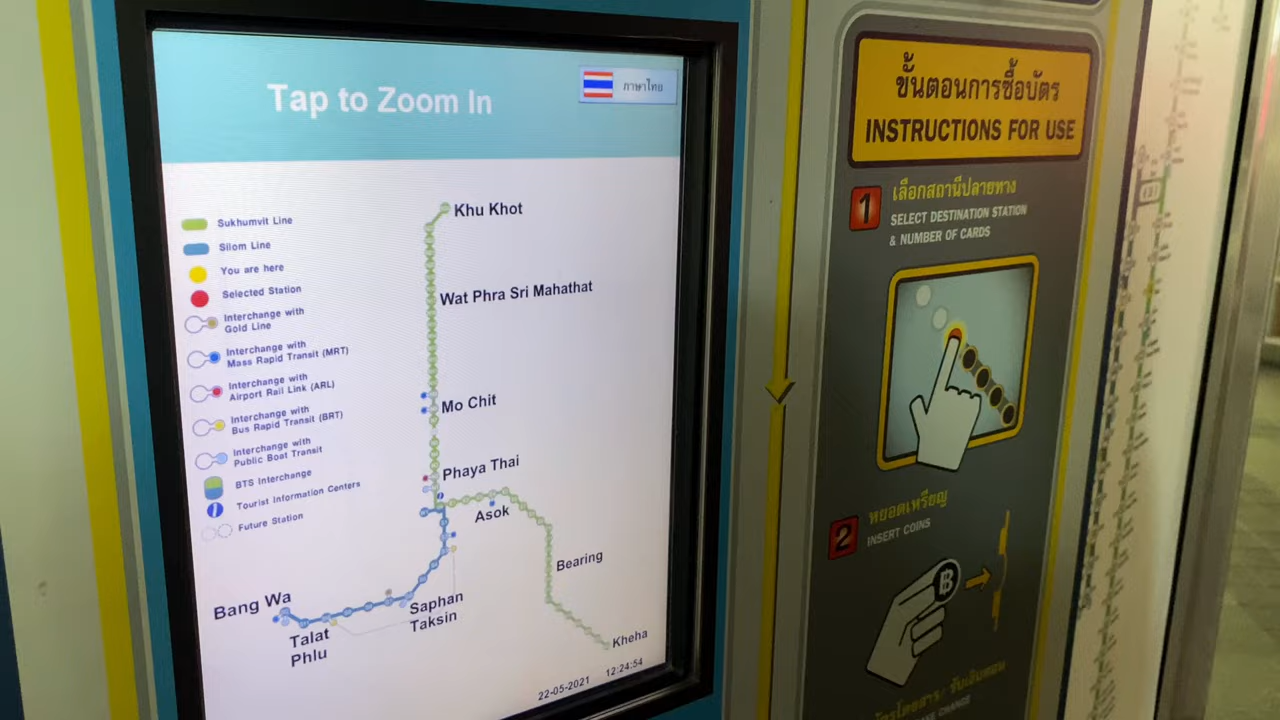 Tap to Zoom In
ภาษาไทย
Sukhumvit Line
Silom Line
You are here
Selected Station
Interchange with
Gold Line
Interchange with
Mass Rapid Transit (MRT)
Interchange with
Airport Rail Link (ARL)
Interchange with
Bus Rapid Transit (BRT)
Interchange with
Public Boat Transit
BTS Interchange
Tourist Information Centers
Future Station
Khu Khot
Wat Phra Sri Mahathat
Mo Chit
Phaya Thai
Asok
Bearing
Kheha
Saphan
Taksin
Bang Wa
Talat
Phlu
22-05-2021 12:24:54
ขั้นตอนการซื้อบัตร
INSTRUCTIONS FOR USE
1 เลือกสถานีปลายทาง
SELECT DESTINATION STATION
& NUMBER OF CARDS
2 หยอดเหรียญ
INSERT COINS
฿
CHANGE